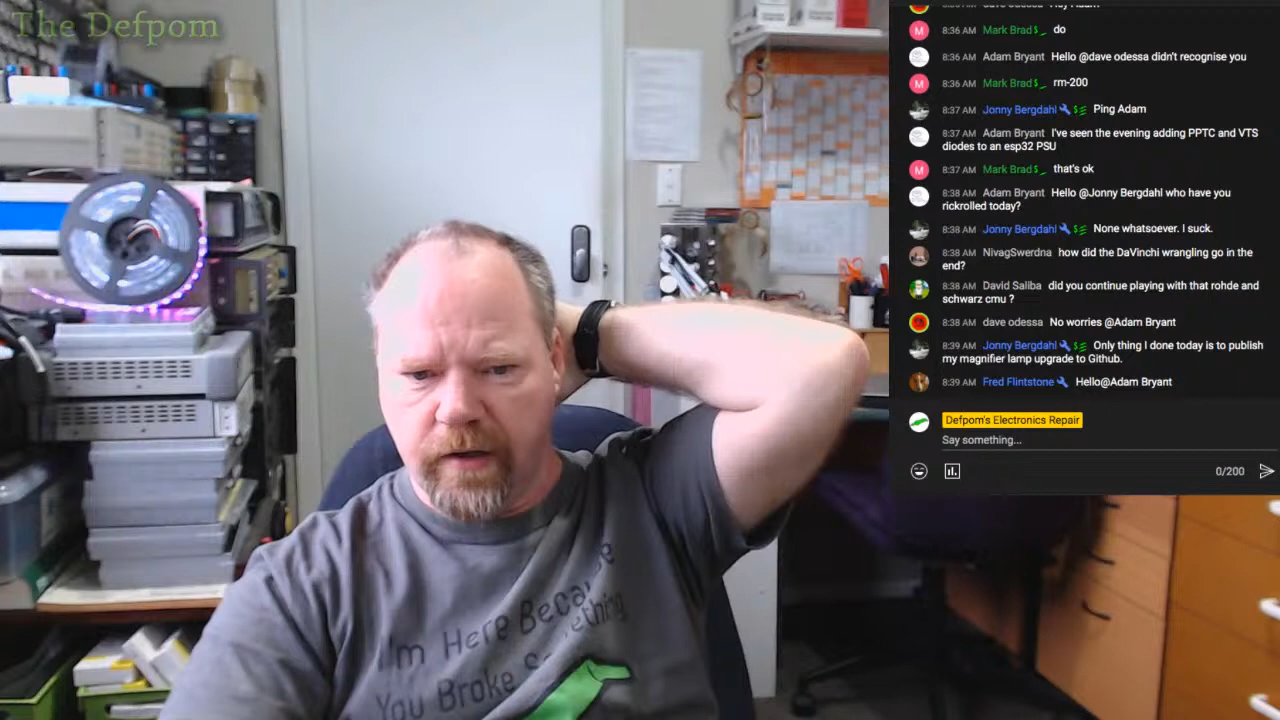 The Defpom
8:36 AM Mark Brad$_ do
8:36 AM Adam Bryant Hello @dave odessa didn't recognise you
8:36 AM Mark Brad$_ rm-200
8:37 AM Jonny Bergdahl Ping Adam
8:37 AM Adam Bryant I've seen the evening adding PPTC and VTS
diodes to an esp32 PSU
8:37 AM Mark Brad$_ that's ok
8:38 AM Adam Bryant Hello @Jonny Bergdahl who have you
rickrolled today?
8:38 AM Jonny Bergdahl None whatsoever. I suck.
8:38 AM NivagSwerdna how did the DaVinchi wrangling go in the
end?
8:38 AM David Saliba did you continue playing with that rohde and
schwarz cmu ?
8:38 AM dave odessa No worries @Adam Bryant
8:39 AM Jonny Bergdahl Only thing I done today is to publish
my magnifier lamp upgrade to Github.
8:39 AM Fred Flintstone Hello@Adam Bryant
Defpom's Electronics Repair
Say something...
0/200
I'm Here Because
You Broke Something